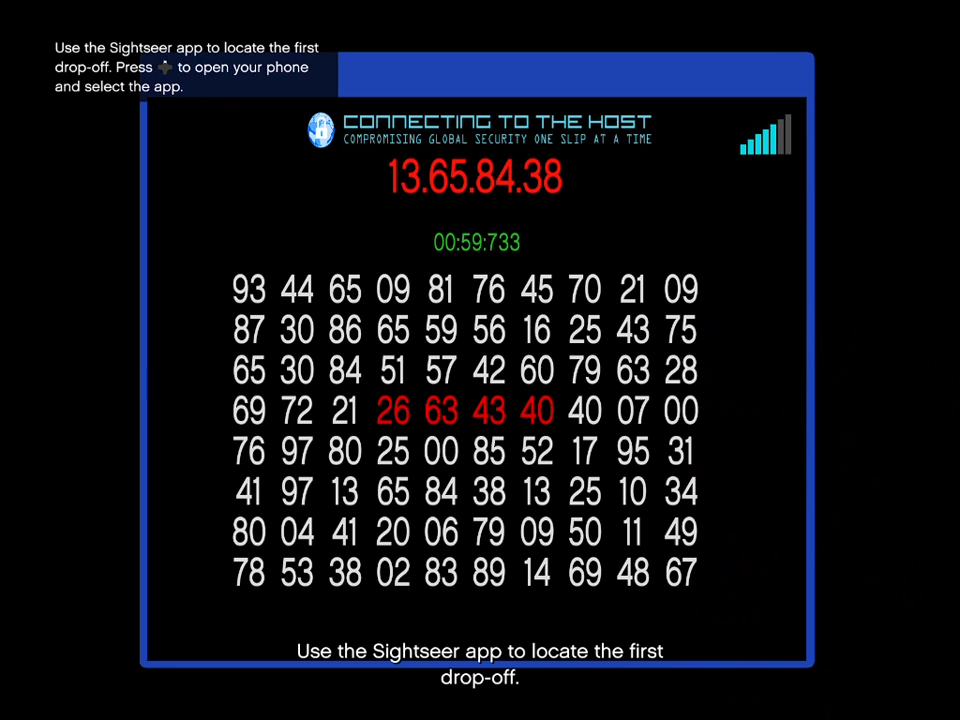 Use the Sightseer app to locate the first
drop-off. Press to open your phone
and select the app.
CONNECTING TO THE HOST
COMPROMISING GLOBAL SECURITY ONE SLIP AT A TIME
13.65.84.38
00:59:733
93 44 65 09 81 76 45 70 21 09
87 30 86 65 59 56 16 25 43 75
65 30 84 51 57 42 60 79 63 28
69 72 21 26 63 43 40 40 07 00
76 97 80 25 00 85 52 17 95 31
41 97 13 65 84 38 13 25 10 34
80 04 41 20 06 79 09 50 11 49
78 53 38 02 83 89 14 69 48 67
Use the Sightseer app to locate the first
drop-off.